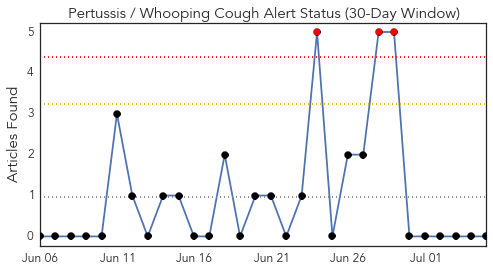 Pertussis / Whooping Cough Alert Status (30-Day Window)
Articles Found
5
4
3
2
1
0
Jun 06 Jun 11 Jun 16 Jun 21 Jun 26 Jul 01